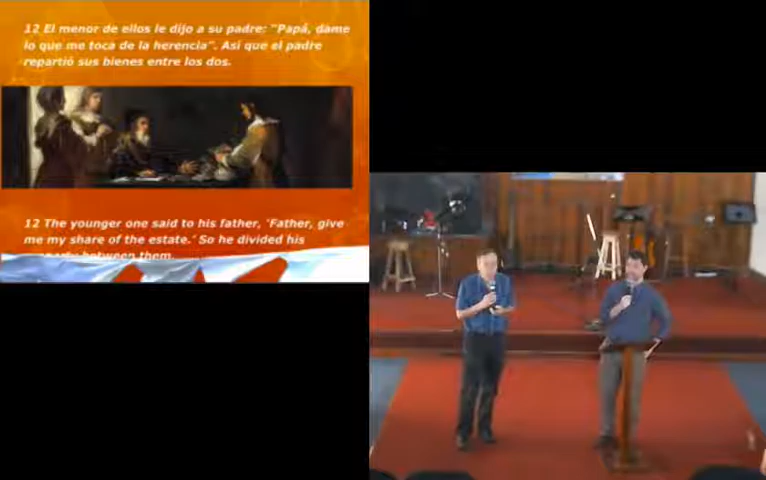 12 El menor de ellos le dijo a su padre: "Papá, dame
lo que me toca de la herencia". Así que el padre
repartió sus bienes entre los dos.
12 The younger one said to his father, 'Father, give
me my share of the estate.' So he divided his
between them.